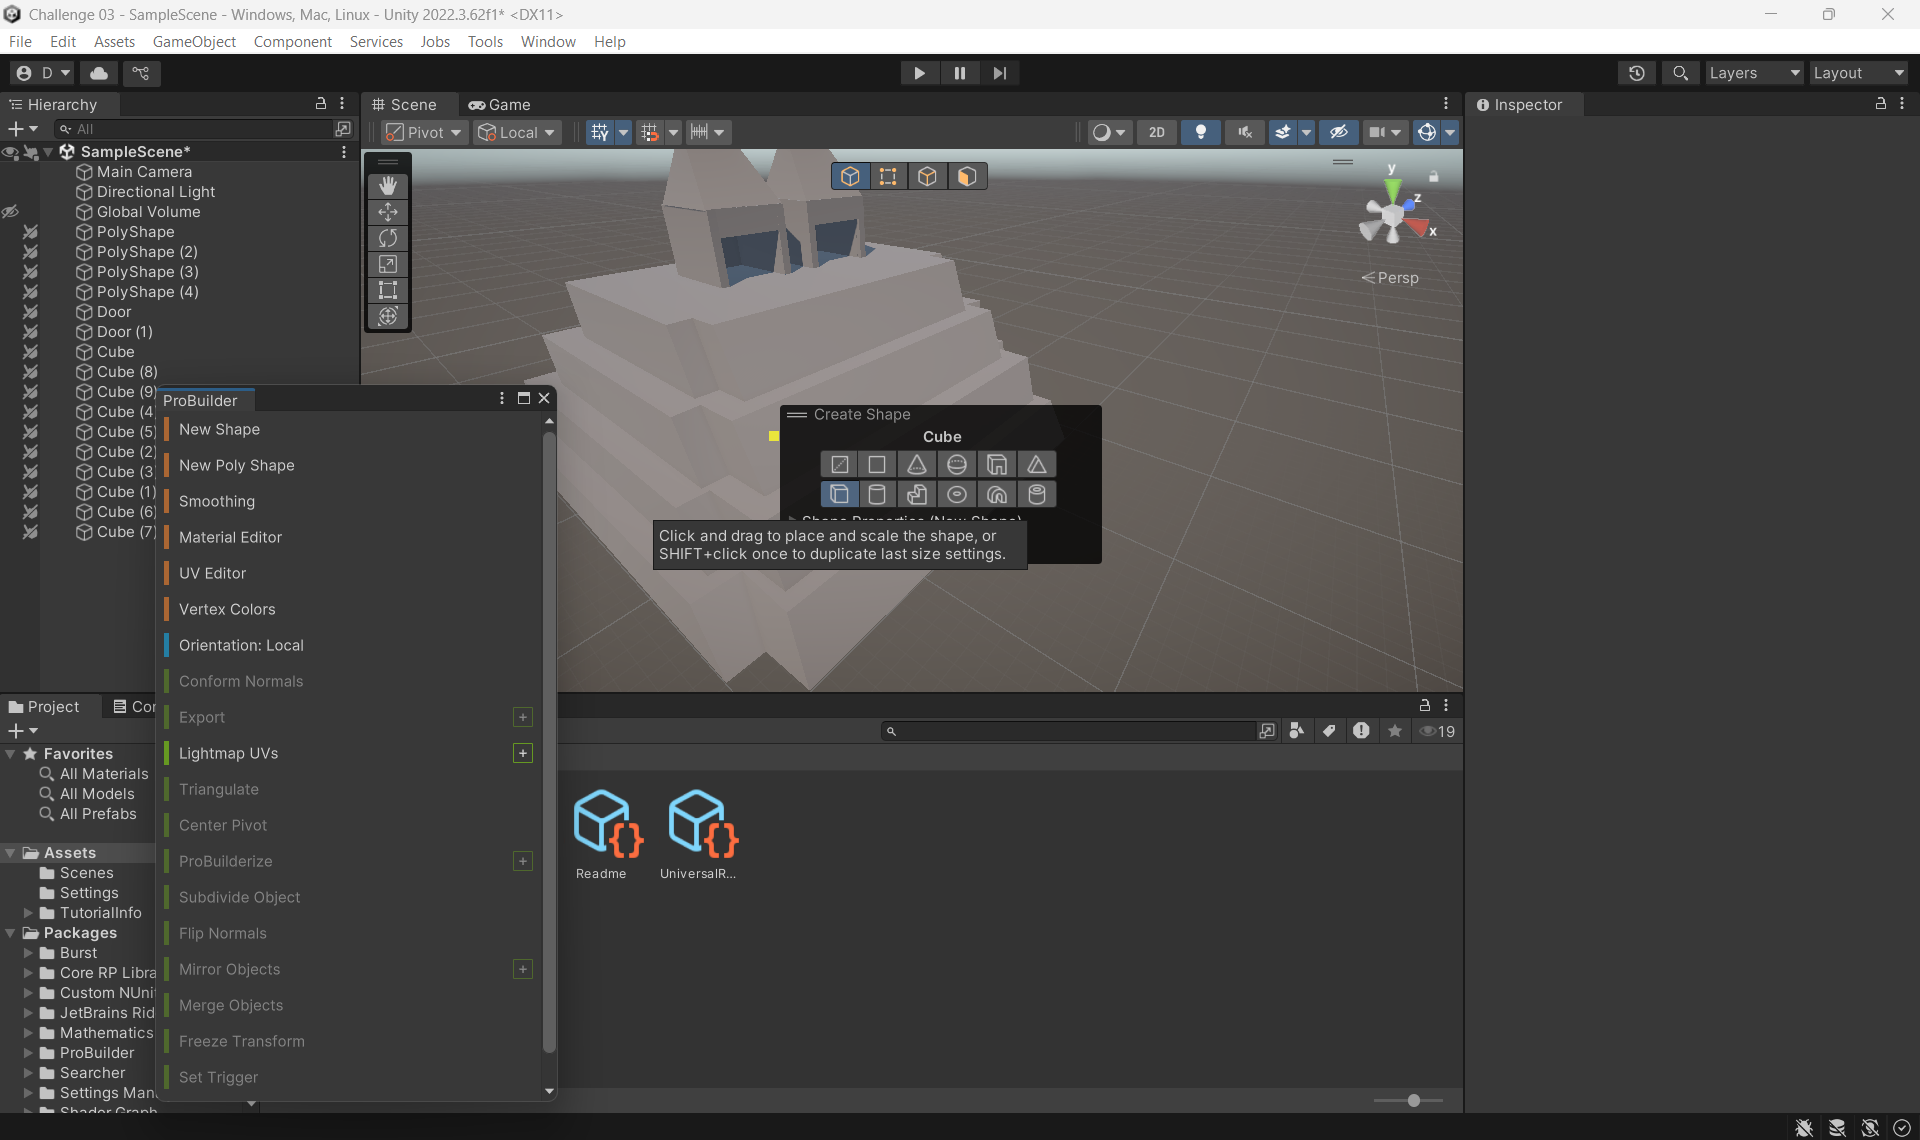 Challenge 03 - SampleScene - Windows, Mac, Linux - Unity 2022.3.62f1* <DX11>
File Edit Assets GameObject Component Services Jobs Tools Window Help
D
Layers
Layout
Hierarchy
Scene
Game
Inspector
All
Pivot
Local
2D
SampleScene*
Main Camera
Directional Light
Global Volume
PolyShape
PolyShape (2)
PolyShape (3)
PolyShape (4)
Door
Door (1)
Cube
Cube (8)
Cube (9)
Cube (4
Cube (5)
Cube (2)
Cube (3
Cube (1)
Cube (6)
Cube (7)
y
z
x
Persp
ProBuilder
New Shape
New Poly Shape
Smoothing
Material Editor
UV Editor
Vertex Colors
Orientation: Local
Conform Normals
Export
Lightmap UVs
Triangulate
Center Pivot
ProBuilderize
Subdivide Object
Flip Normals
Mirror Objects
Merge Objects
Freeze Transform
Set Trigger
Create Shape
Cube
Shape Properties (New Shape)
Click and drag to place and scale the shape, or
SHIFT+click once to duplicate last size settings.
Project
Con
19
Favorites
All Materials
All Models
All Prefabs
Assets
Scenes
Settings
TutorialInfo
Packages
Burst
Core RP Libra
Custom NUni
JetBrains Rid
Mathematics
ProBuilder
Searcher
Settings Man
Shader Graph
Readme
UniversalR...